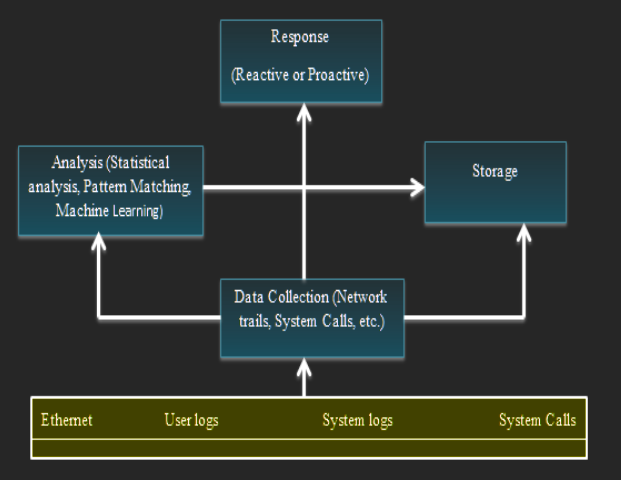 Response
(Reactive or Proactive)
Analysis (Statistical
analysis, Pattern Matching,
Machine Learning)
Storage
Data Collection (Network
trails, System Calls, etc.)
Ethernet User logs System logs System Calls